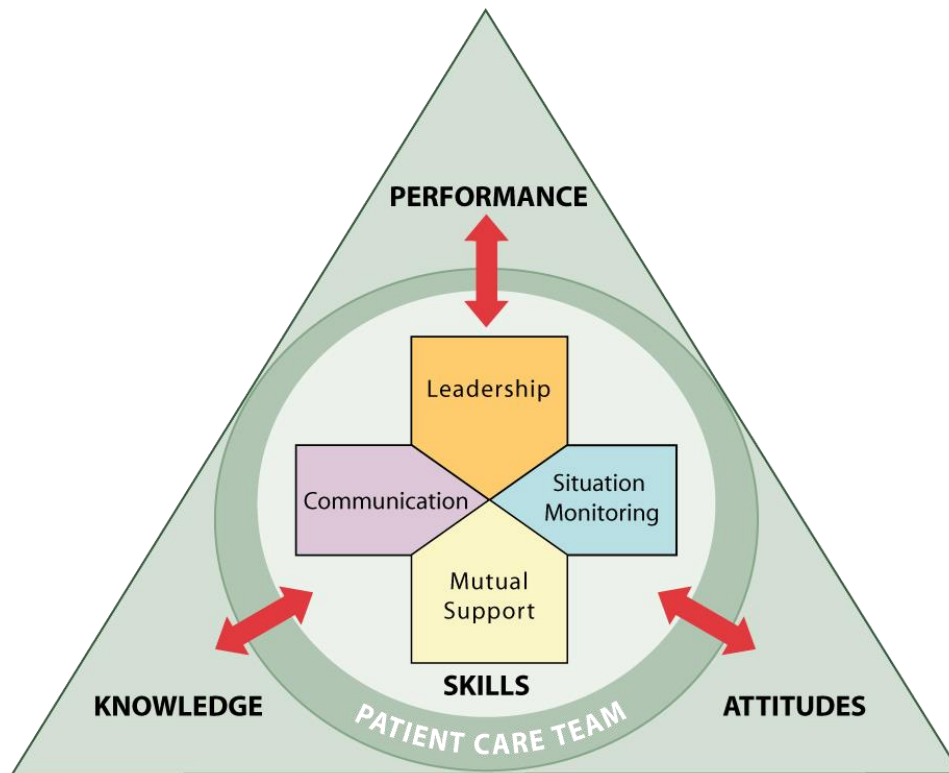 PERFORMANCE
Leadership
Communication
Situation
Monitoring
Mutual
Support
SKILLS
KNOWLEDGE
ATTITUDES
PATIENT CARE TEAM